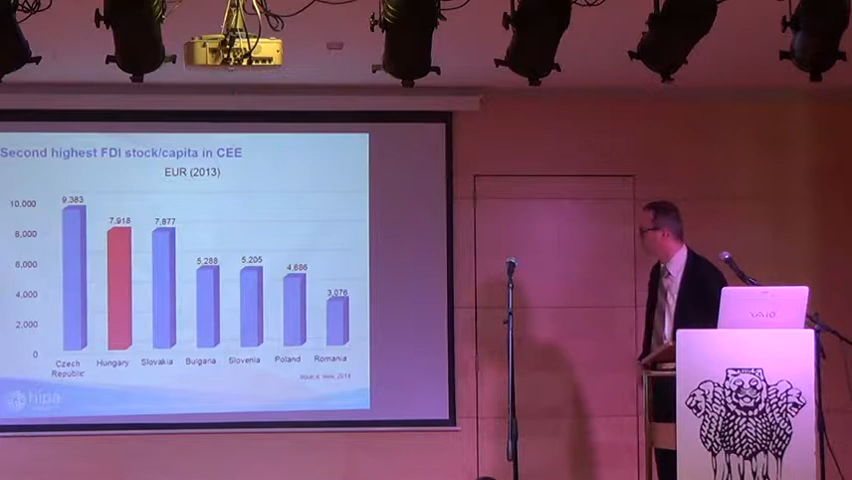 Second highest FDI stock/capita in CEE
EUR (2013)
10,000
8,000
6,000
4,000
2,000
0
9,383
7,918
7,877
5,288
5,205
4,686
3,076
Czech Republic
Hungary
Slovakia
Bulgaria
Slovenia
Poland
Romania
hipa
VAIO